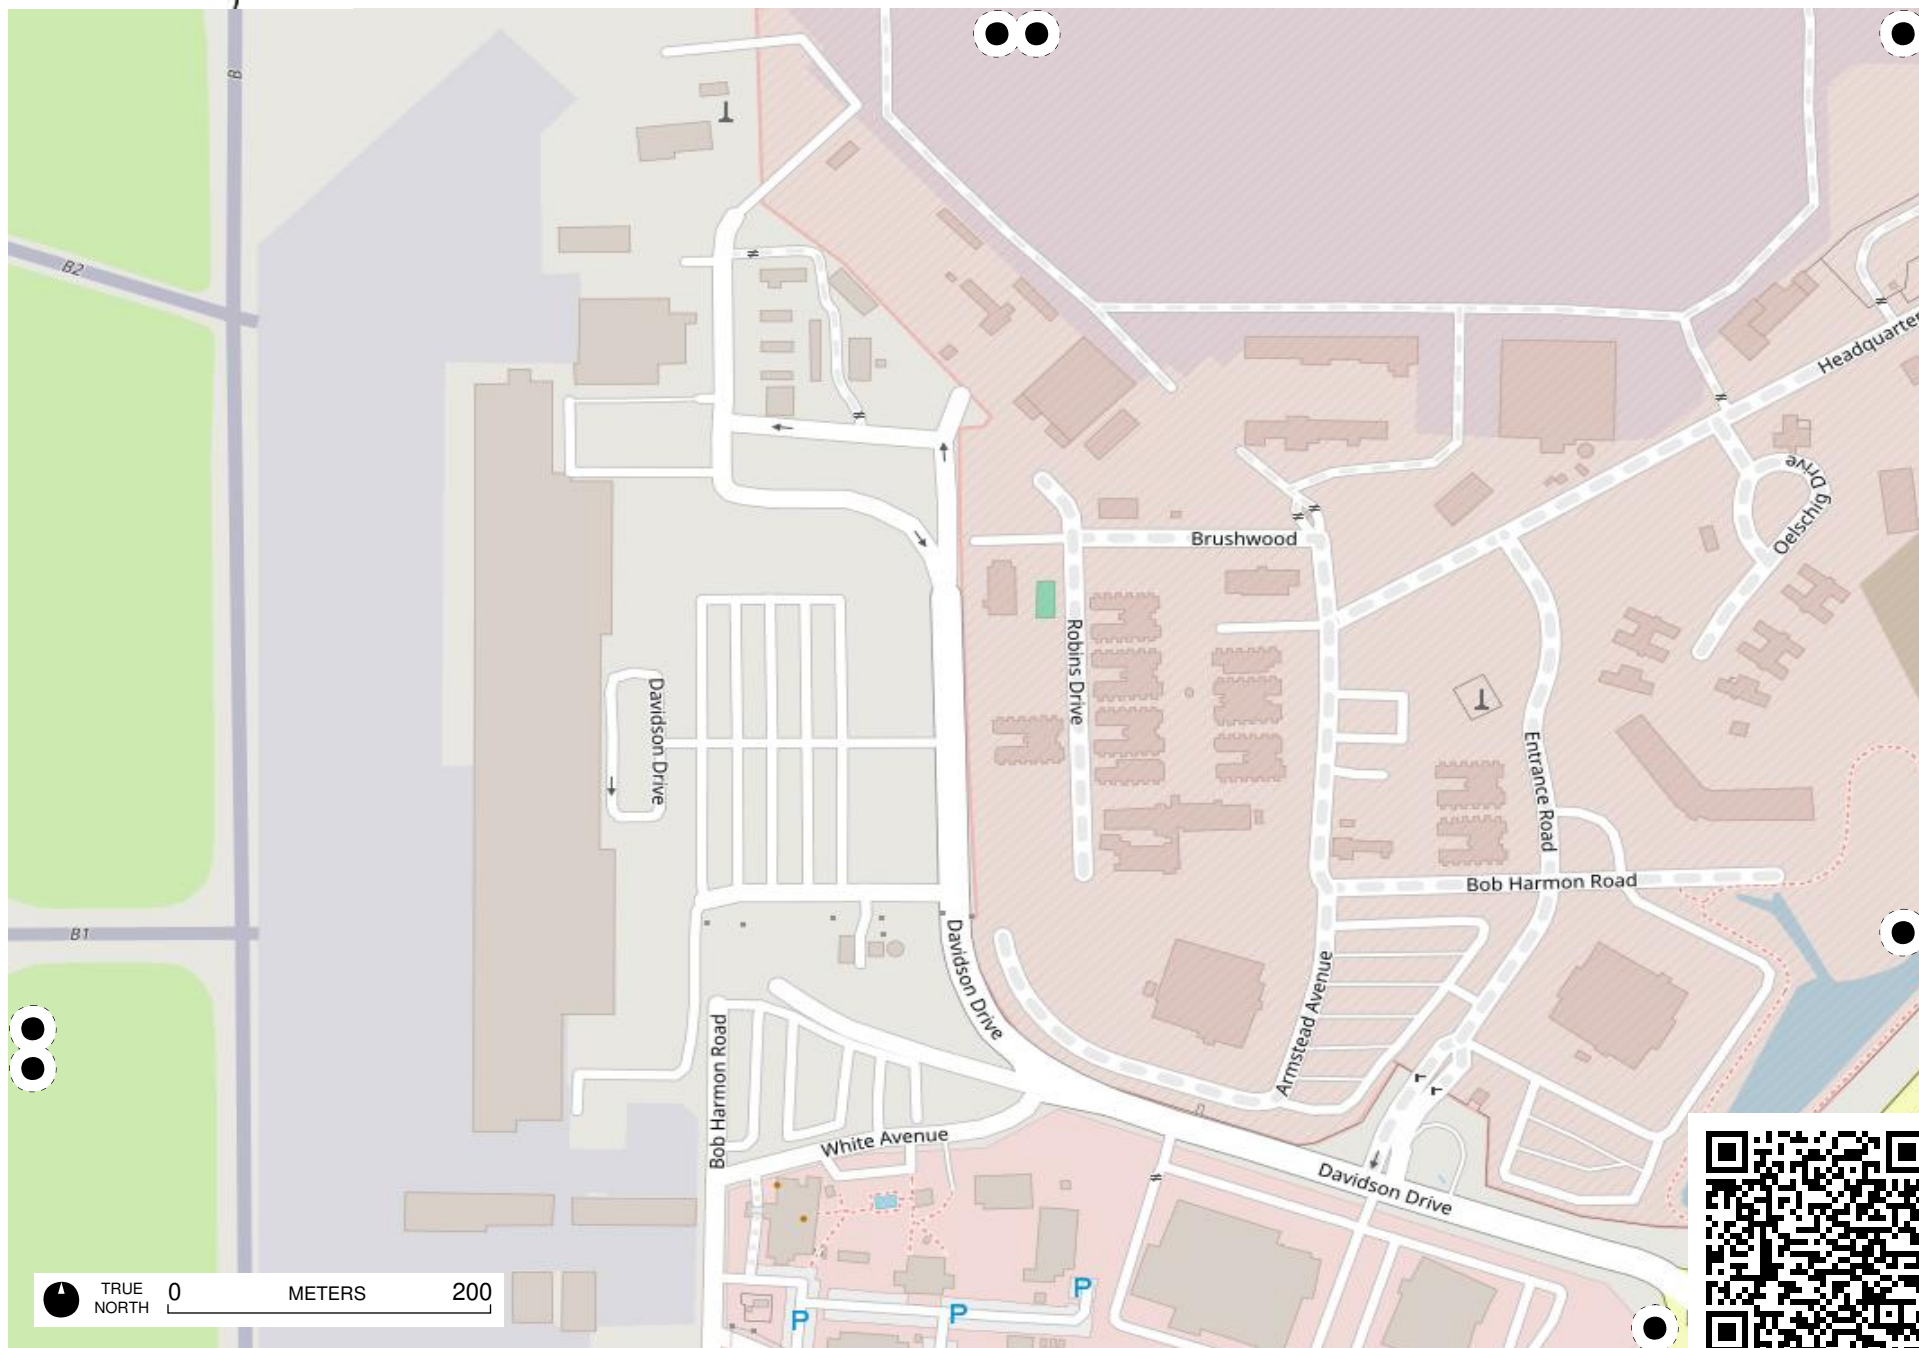 B
B2
Headquarter
Oelschig Drive
Brushwood
Robins Drive
Davidson Drive
Entrance Road
Bob Harmon Road
B1
Davidson Drive
Armstead Avenue
Bob Harmon Road
White Avenue
Davidson Drive
P
P
P
TRUE NORTH
0 METERS 200